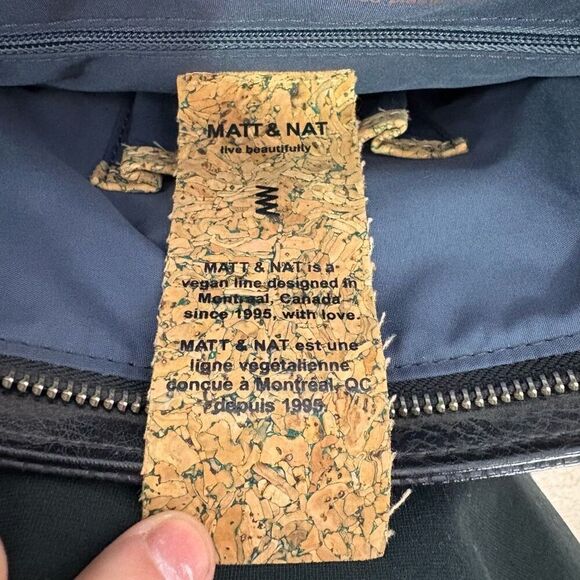 MATT & NAT
live beautifully
MATT & NAT is a
vegan line designed in
Montreal, Canada
since 1995, with love.
MATT & NAT est une
ligne végétalienne
conçue à Montréal, QC
depuis 1995.